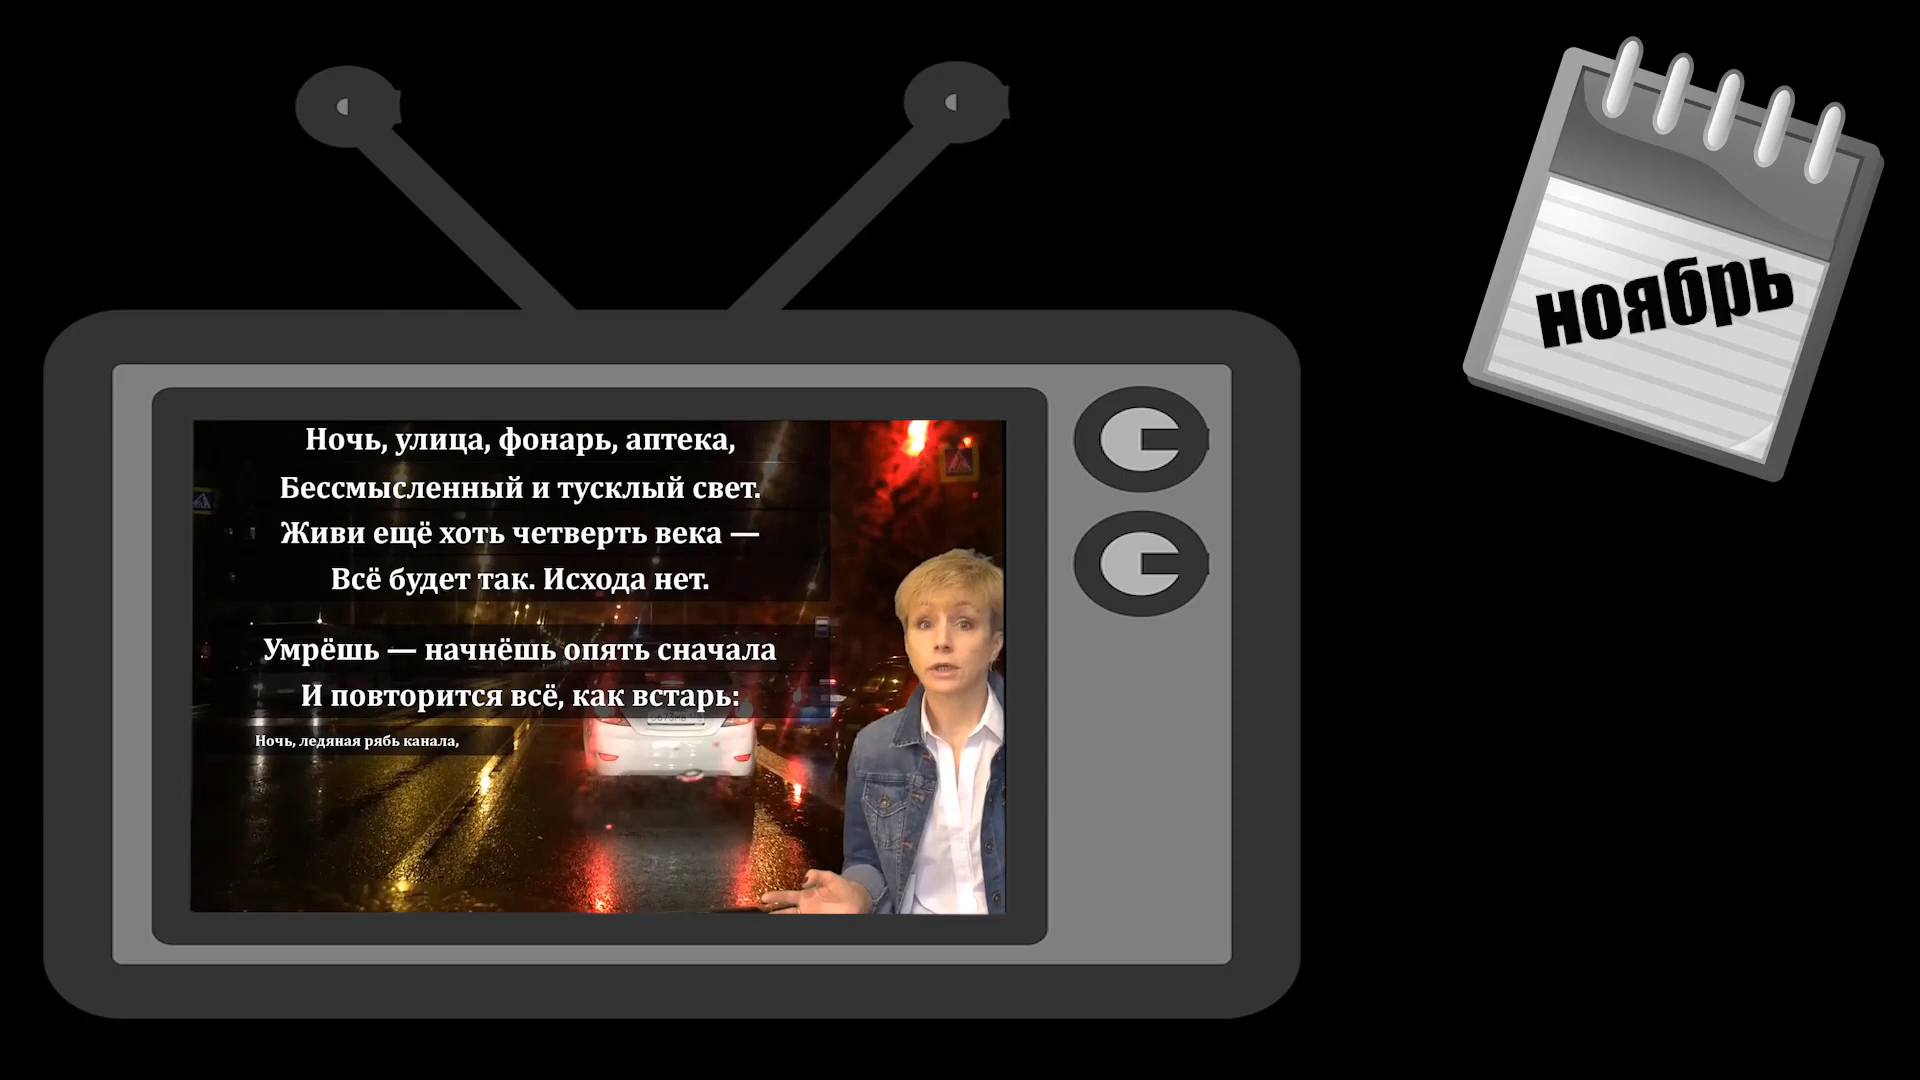 ноябрь
Ночь, улица, фонарь, аптека,
Бессмысленный и тусклый свет.
Живи ещё хоть четверть века —
Всё будет так. Исхода нет.
Умрёшь — начнёшь опять сначала
И повторится всё, как встарь:
Ночь, ледяная рябь канала,